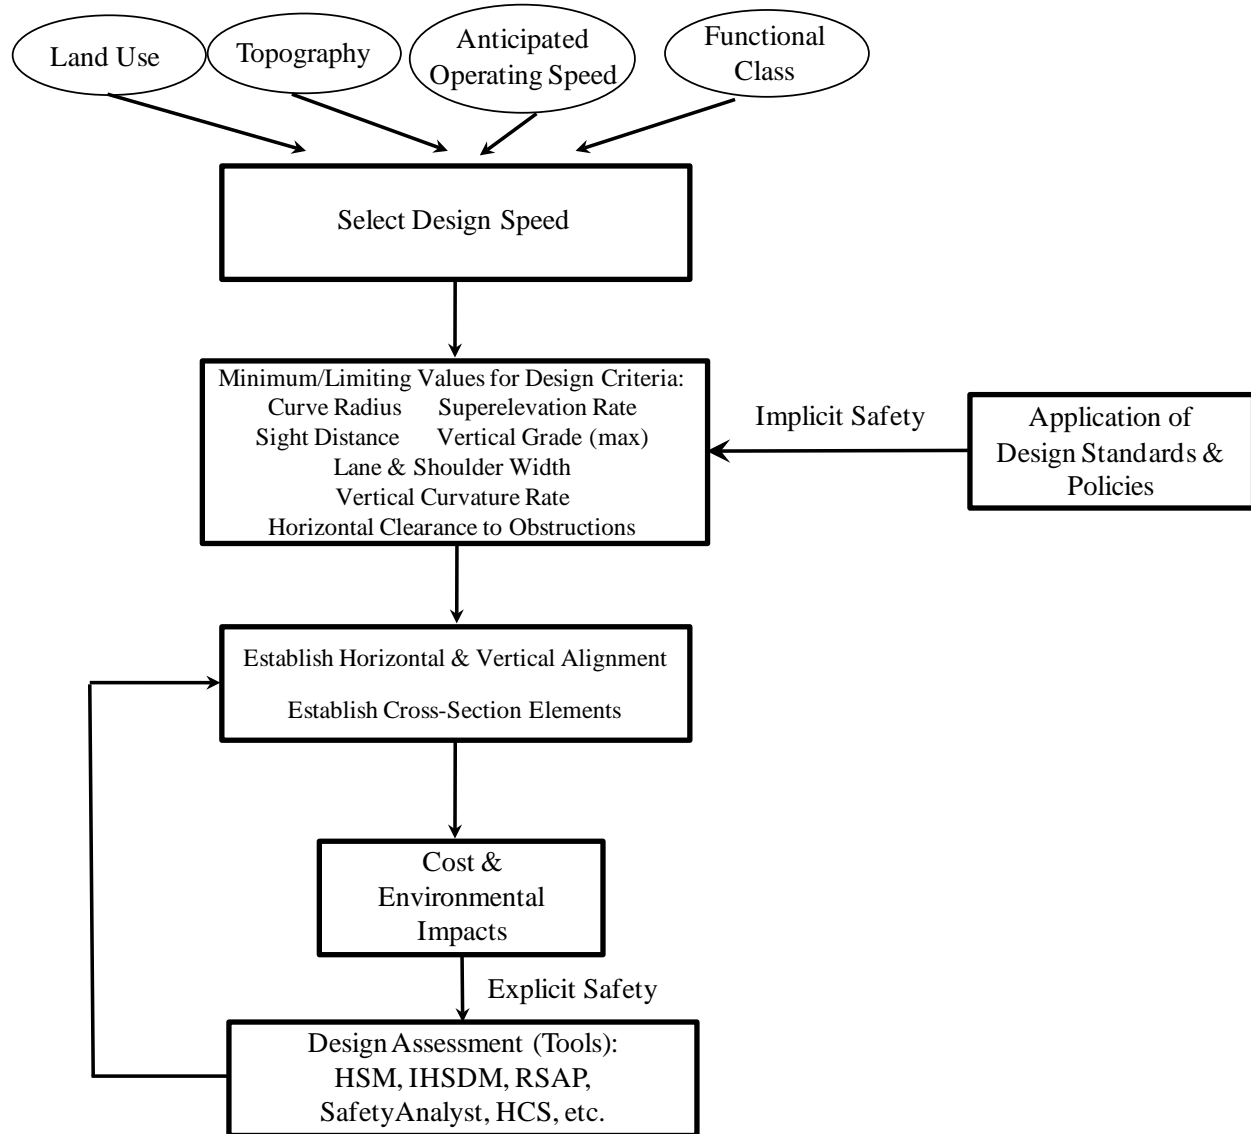 Land Use
Topography
Anticipated
Operating Speed
Functional
Class
Select Design Speed
Minimum/Limiting Values for Design Criteria:
Curve Radius Superelevation Rate
Sight Distance Vertical Grade (max)
Lane & Shoulder Width
Vertical Curvature Rate
Horizontal Clearance to Obstructions
Implicit Safety
Application of
Design Standards &
Policies
Establish Horizontal & Vertical Alignment
Establish Cross-Section Elements
Cost &
Environmental
Impacts
Explicit Safety
Design Assessment (Tools):
HSM, IHSDM, RSAP,
SafetyAnalyst, HCS, etc.